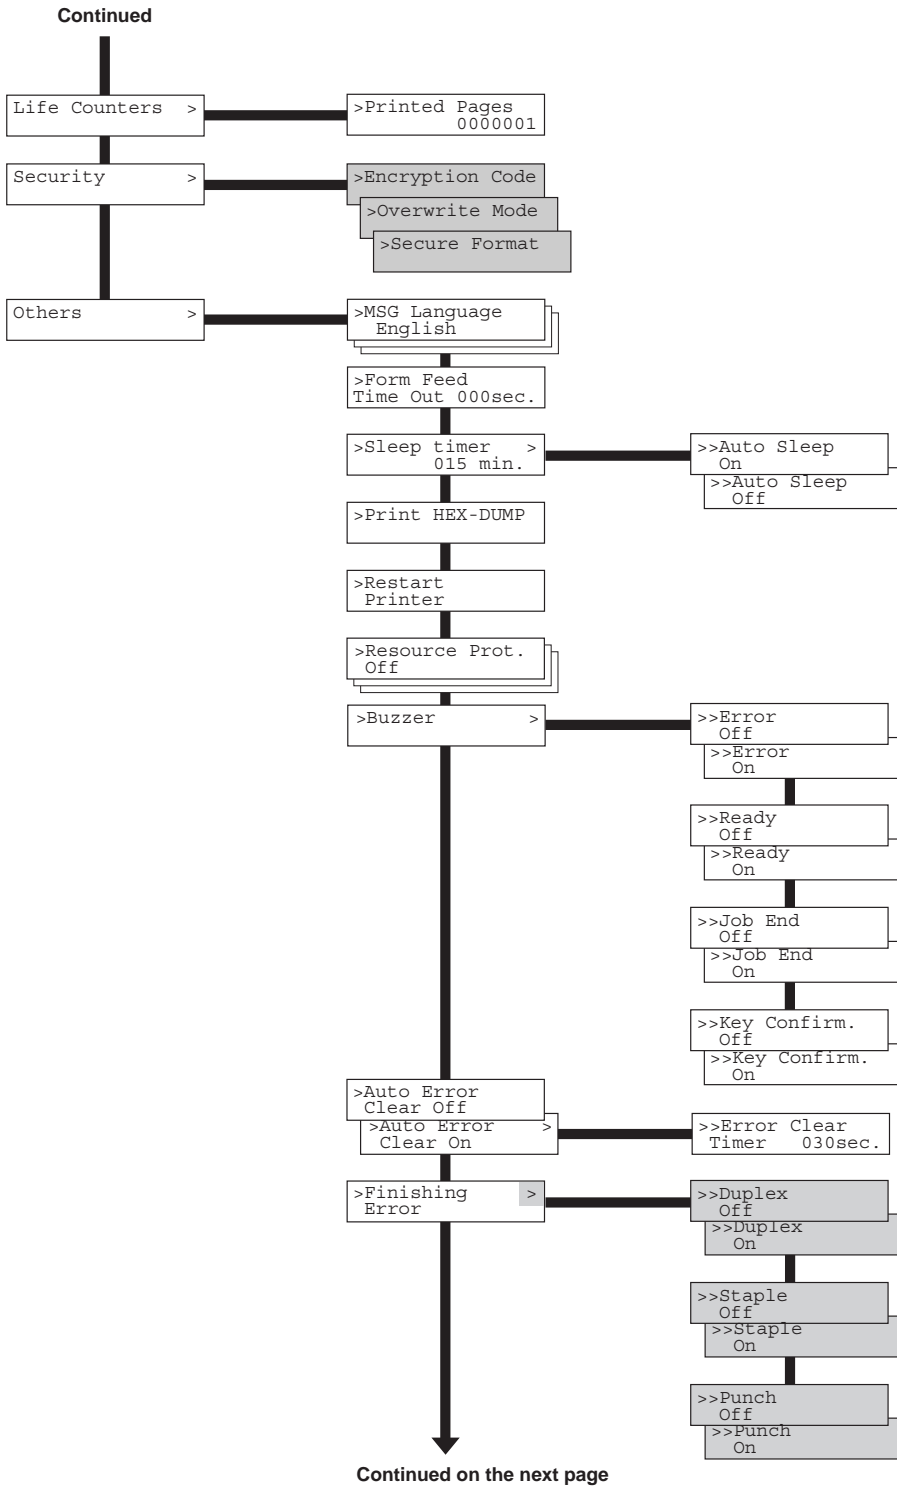 Continued
Life Counters >
>Printed Pages
0000001
Security >
>Encryption Code
>Overwrite Mode
>Secure Format
Others >
>MSG Language
English
>Form Feed
Time Out 000sec.
>Sleep timer >
015 min.
>>Auto Sleep
On
>>Auto Sleep
Off
>Print HEX-DUMP
>Restart
Printer
>Resource Prot.
Off
>Buzzer >
>>Error
Off
>>Error
On
>>Ready
Off
>>Ready
On
>>Job End
Off
>>Job End
On
>>Key Confirm.
Off
>>Key Confirm.
On
>Auto Error
Clear Off
>Auto Error >
Clear On
>>Error Clear
Timer 030sec.
>Finishing >
Error
>>Duplex
Off
>>Duplex
On
>>Staple
Off
>>Staple
On
>>Punch
Off
>>Punch
On
Continued on the next page